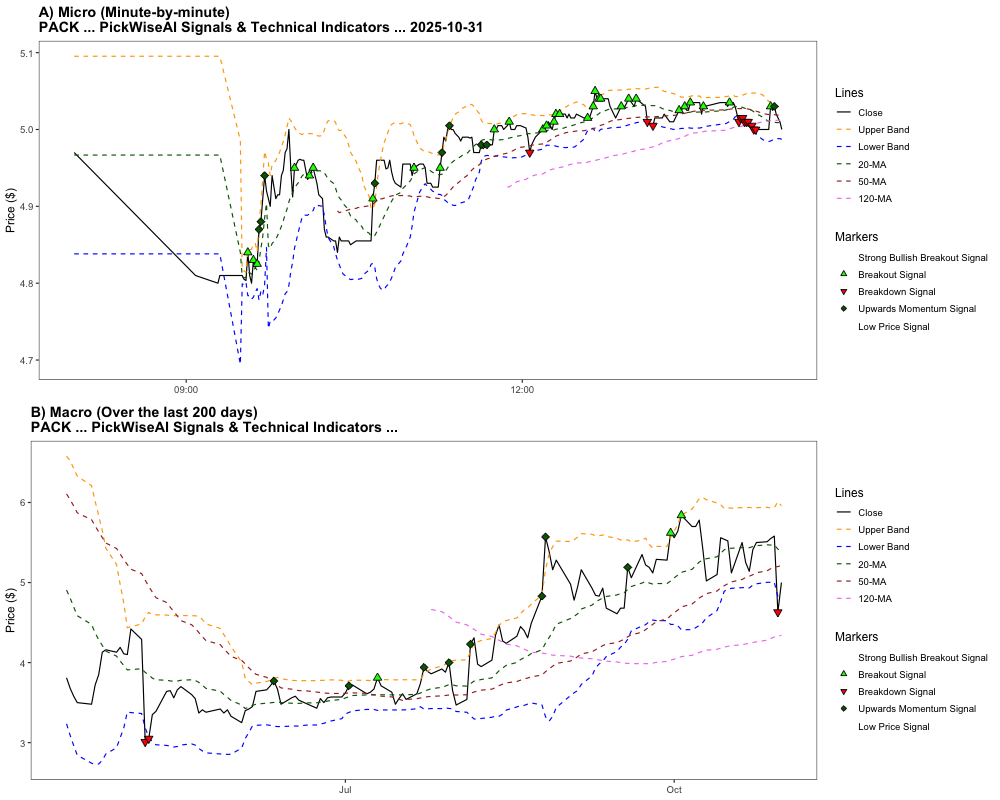 A) Micro (Minute-by-minute)
PACK ... PickWiseAI Signals & Technical Indicators ... 2025-10-31
Price ($)
5.1
5.0
4.9
4.8
4.7
09:00
12:00
Lines
Close
Upper Band
Lower Band
20-MA
50-MA
120-MA
Markers
Strong Bullish Breakout Signal
Breakout Signal
Breakdown Signal
Upwards Momentum Signal
Low Price Signal
B) Macro (Over the last 200 days)
PACK ... PickWiseAI Signals & Technical Indicators ...
Price ($)
6
5
4
3
Jul
Oct
Lines
Close
Upper Band
Lower Band
20-MA
50-MA
120-MA
Markers
Strong Bullish Breakout Signal
Breakout Signal
Breakdown Signal
Upwards Momentum Signal
Low Price Signal